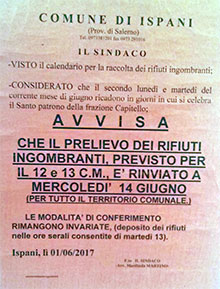 COMUNE DI ISPANI
(Prov. di Salerno)
IL SINDACO
-VISTO il calendario per la raccolta dei rifiuti ingombranti;
-CONSIDERATO che il secondo lunedì e martedì del
corrente mese di giugno ricadono in giorni in cui si celebra
il Santo patrono della frazione Capitello;
AVVISA
CHE IL PRELIEVO DEI RIFIUTI
INGOMBRANTI, PREVISTO PER
IL 12 e 13 C.M., E' RINVIATO A
MERCOLEDI' 14 GIUGNO
(PER TUTTO IL TERRITORIO COMUNALE.)
LE MODALITA' DI CONFERIMENTO
RIMANGONO INVARIATE, (deposito dei rifiuti
nelle ore serali consentite di martedì 13).
Ispani, li 01/06/2017
IL SINDACO